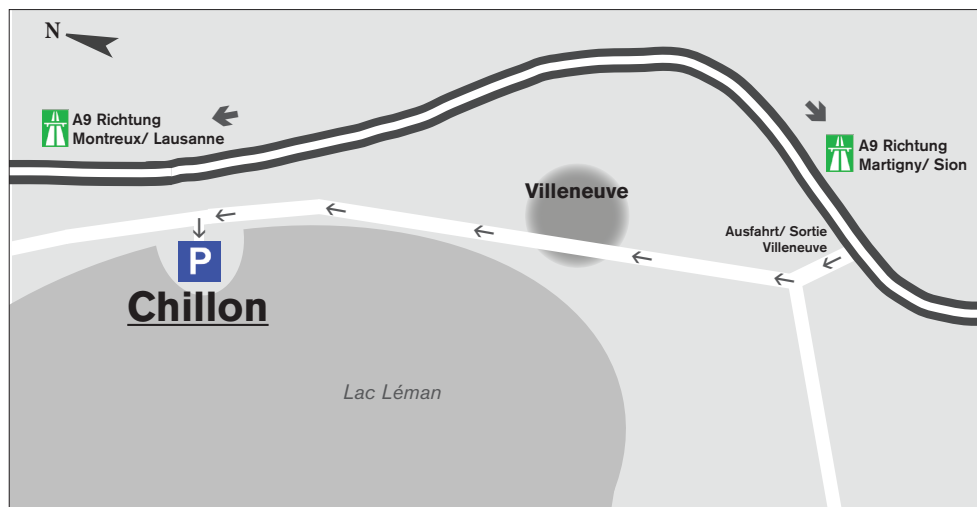 N
A9 Richtung
Montreux/ Lausanne
A9 Richtung
Martigny/ Sion
Villeneuve
Ausfahrt/ Sortie
Villeneuve
P
Chillon
Lac Léman